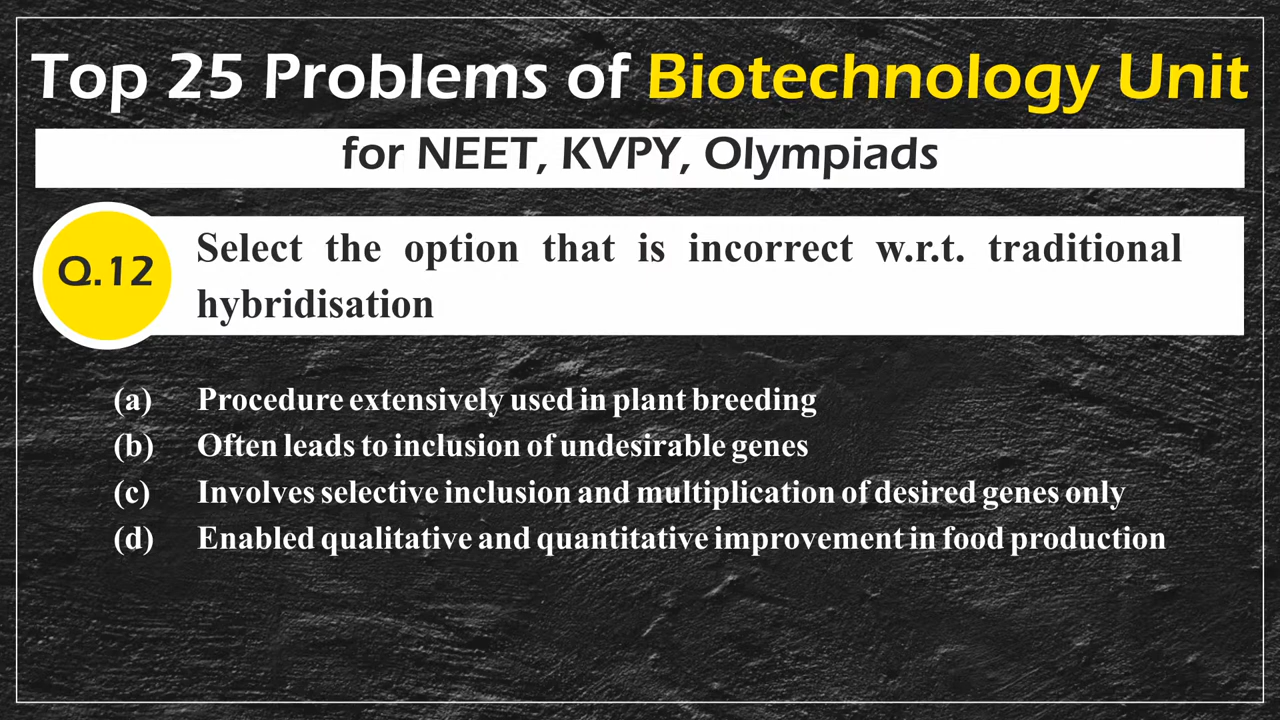 Top 25 Problems of Biotechnology Unit
for NEET, KVPY, Olympiads
Q.12
Select the option that is incorrect w.r.t. traditional
hybridisation
(a) Procedure extensively used in plant breeding
(b) Often leads to inclusion of undesirable genes
(c) Involves selective inclusion and multiplication of desired genes only
(d) Enabled qualitative and quantitative improvement in food production